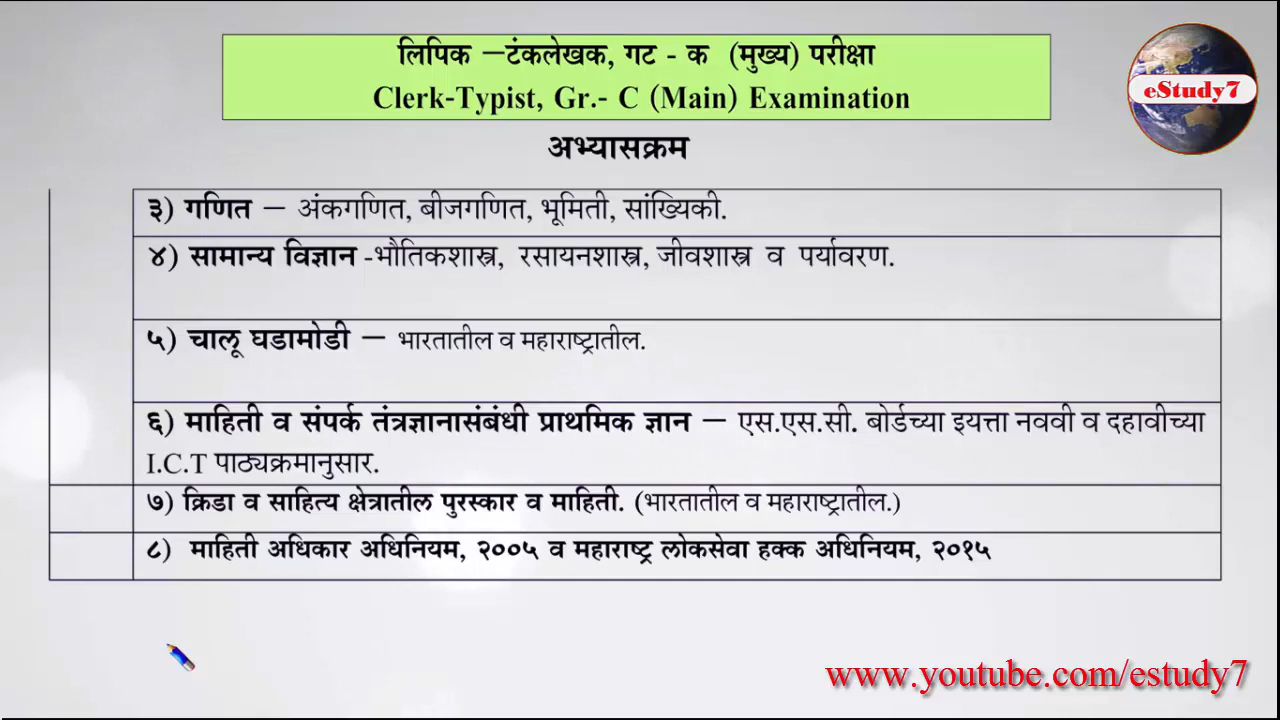 लिपिक –टंकलेखक, गट - क (मुख्य) परीक्षा
Clerk-Typist, Gr.- C (Main) Examination
eStudy7
अभ्यासक्रम
३) गणित – अंकगणित, बीजगणित, भूमिती, सांख्यिकी.
४) सामान्य विज्ञान -भौतिकशास्त्र, रसायनशास्त्र, जीवशास्त्र व पर्यावरण.
५) चालू घडामोडी – भारतातील व महाराष्ट्रातील.
६) माहिती व संपर्क तंत्रज्ञानासंबंधी प्राथमिक ज्ञान – एस.एस.सी. बोर्डच्या इयत्ता नववी व दहावीच्या
I.C.T पाठ्यक्रमानुसार.
७) क्रिडा व साहित्य क्षेत्रातील पुरस्कार व माहिती. (भारतातील व महाराष्ट्रातील.)
८) माहिती अधिकार अधिनियम, २००५ व महाराष्ट्र लोकसेवा हक्क अधिनियम, २०१५
www.youtube.com/estudy7